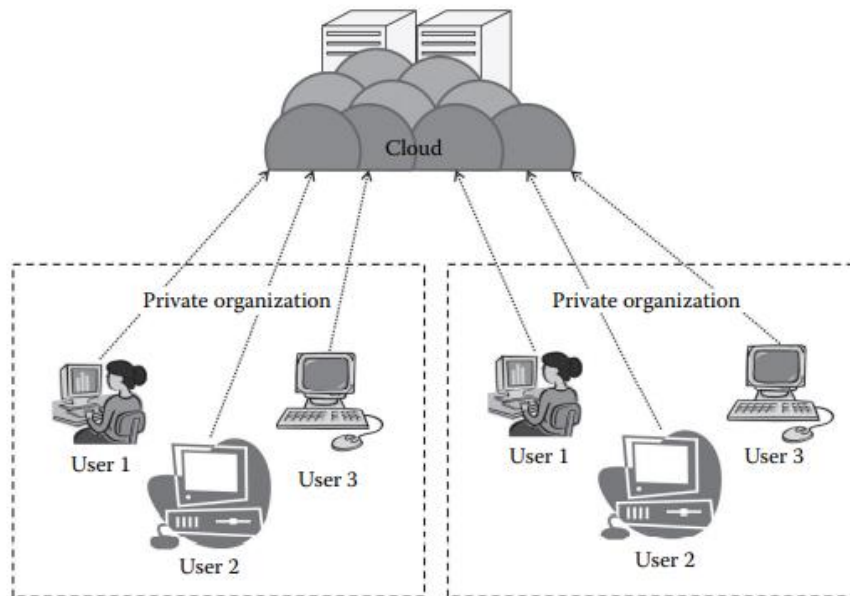 Cloud
Private organization
User 1
User 2
User 3
Private organization
User 1
User 2
User 3